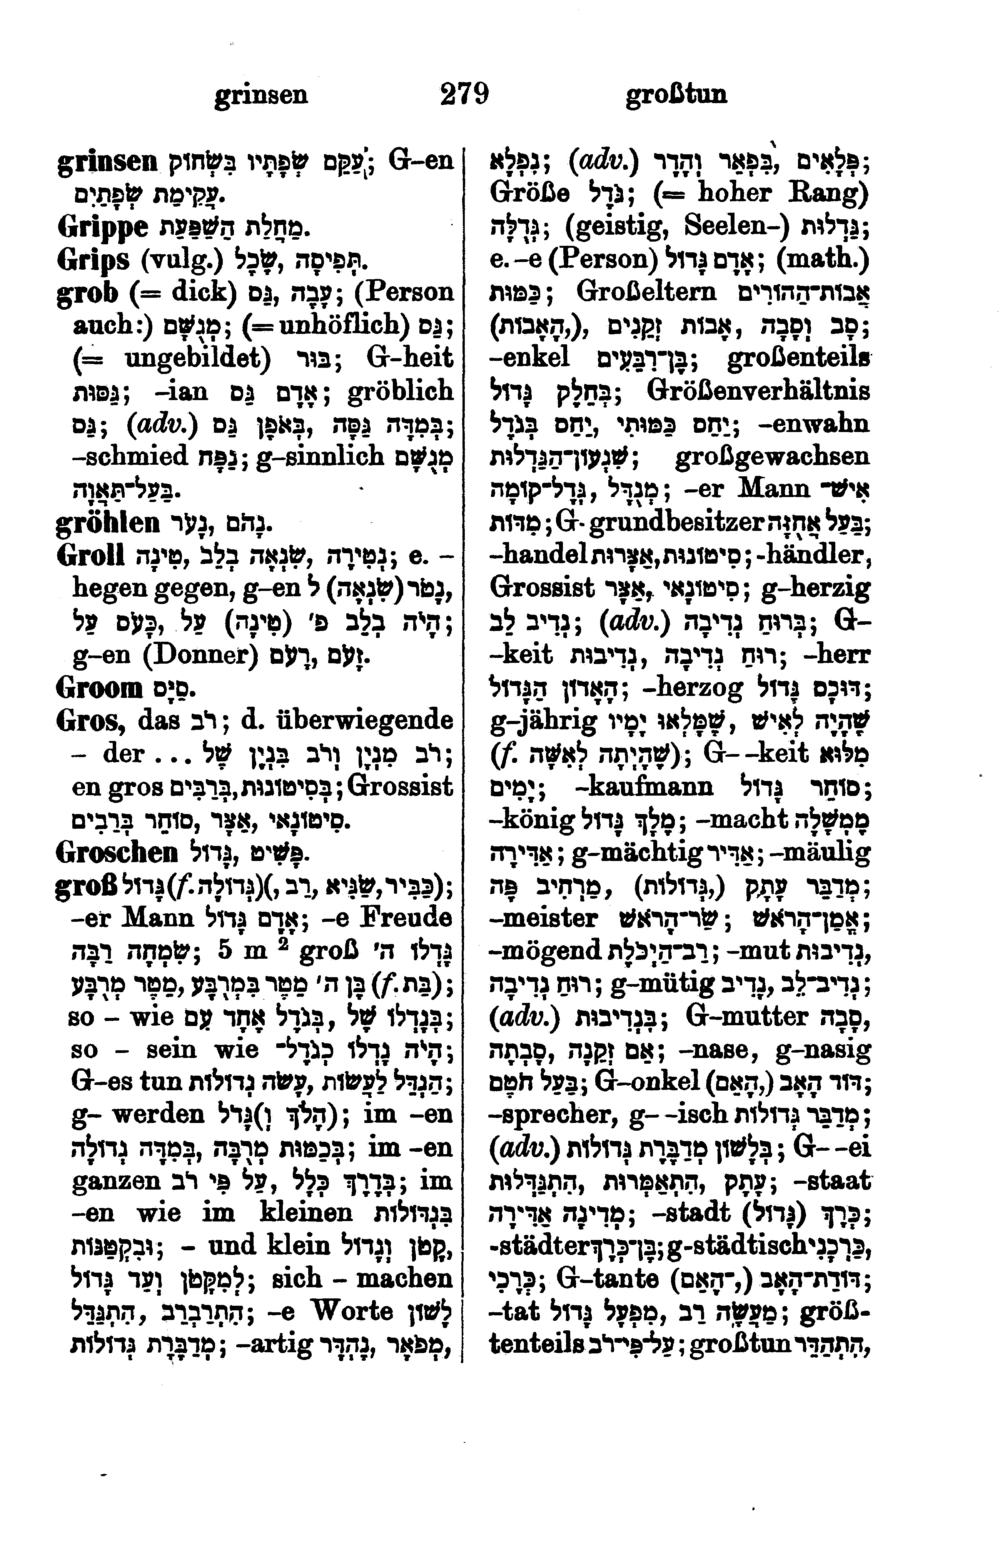 grinsen 279 großtun
grinsen עִקֵּם שְׂפָתָיו בִּשְׂחוֹק; G-en
עֲקִימַת שְׂפָתַיִם.
Grippe מַחֲלַת הַשַּׁפַּעַת.
Grips (vulg.) תְּפִיסָה, שֵׂכֶל.
grob (= dick) עָבֶה, גַּס; (Person
auch:) מְגֻשָּׁם; (= unhöflich) גַּס;
(= ungebildet) בּוּר; G-heit
גַּסּוּת; -ian אָדָם גַּס; gröblich
גַּס; (adv.) בְּמִדָּה גַסָּה, בְּאֹפֶן גַּס;
-schmied נַפָּח; g-sinnlich מְגֻשָּׁם
בַּעַל-תַּאֲוָה.
gröhlen נָהֹם, נָעֹר.
Groll נְטִירָה, שִׂנְאָה בְלֵב, טִינָה; e. -
hegen gegen, g-en נָטֹר (שִׂנְאָה) לְ,
הָיֹה בְלֵב פ' (טִינָה) עַל, כָּעֹס עַל;
g-en (Donner) זָעֹם, רָעֹם.
Groom סַיָּס.
Gros, das רֹב; d. überwiegende
- der ... רֹב מִנְיָן וְרֹב בִּנְיָן שֶׁל;
en gros בְּסִיטוֹנוּת, בְּרַבִּים; Grossist
סִיטוֹנַאי, אַצָּר, סוֹחֵר בְּרַבִּים.
Groschen פָּשִׁיט, גָּדוֹל.
groß גָּדוֹל (f. גְּדוֹלָה)(, רַב, שַׂגִּיא, כַּבִּיר);
-er Mann אָדָם גָּדוֹל; -e Freude
שִׂמְחָה רַבָּה; 5 m ² groß גָּדְלוֹ ה'
מֶטֶר מְרֻבָּע, בֶּן ה' מֶטֶר בִּמְרֻבָּע (f. בַּת);
so - wie בְּגָדְלוֹ שֶׁל, בְּגֹדֶל אֶחָד עִם;
so - sein wie הָיֹה גָדְלוֹ כְּגֹדֶל-;
G-es tun הַגְדֵּל לַעֲשׂוֹת, עָשֹׂה גְדוֹלוֹת;
g- werden (הָלֹךְ וְ)גָדֹל; im -en
בְּכַמּוּת מְרֻבָּה, בְּמִדָּה גְדוֹלָה; im -en
ganzen בְּדֶרֶךְ כְּלָל, עַל פִּי רֹב; im
-en wie im kleinen בִּגְדוֹלוֹת
וּבִקְטַנּוֹת; - und klein קָטֹן וְגָדוֹל,
לְמִקָּטֹן וְעַד גָּדוֹל; sich - machen
הִתְרַבְרֵב, הִתְגַּדֵּל; -e Worte לָשׁוֹן
מְדַבֶּרֶת גְּדוֹלוֹת; -artig מְפֹאָר, נֶהְדָּר,
נִפְלָא; (adv.) בִּפְאֵר וְהָדָר, פְּלָאִים;
Größe גֹּדֶל; (= hoher Rang)
גְּדֻלָּה; (geistig, Seelen-) גַּדְלוּת;
e. -e (Person) אָדָם גָּדוֹל; (math.)
כַּמּוּת; Großeltern אֲבוֹת-הַהוֹרִים
(הָאָבוֹת,), סָב וְסָבָה, אָבוֹת זְקֵנִים;
-enkel בֶּן-רִבֵּעִים; großenteils
בְּחֵלֶק גָּדוֹל; Größenverhältnis
יַחַס כַּמּוּתִי, יַחַס בְּגֹדֶל; -enwahn
שִׁגְעוֹן-הַגַּדְלוּת; großgewachsen
מְגֻדָּל, גְּדָל-קוֹמָה; -er Mann אִישׁ-
מִדּוֹת; G-grundbesitzer בַּעַל אֲחֻזָּה;
-handel סִיטוֹנוּת, אַצָּרוּת; -händler,
Grossist סִיטוֹנַאי, אַצָּר; g-herzig
נְדִיב לֵב; (adv.) בְּרוּחַ נְדִיבָה; G-
-keit רוּחַ נְדִיבָה, נְדִיבוּת; -herr
הָאָדוֹן הַגָּדוֹל; -herzog דּוּכָּס גָּדוֹל;
g-jährig שֶׁמָּלְאוּ יָמָיו, שֶׁהָיָה לְאִישׁ
(f. שֶׁהָיְתָה לְאִשָּׁה); G--keit מִלּוּא
יָמִים; -kaufmann סוֹחֵר גָּדוֹל;
-könig מֶלֶךְ גָּדוֹל; -macht מֶמְשָׁלָה
אַדִּירָה; g-mächtig אַדִּיר; -mäulig
מְדַבֵּר עָתָק (גְּדוֹלוֹת,), מַרְחִיב פֶּה;
-meister אֳמַן-הָרֹאשׁ, שַׂר-הָרֹאשׁ;
-mögend רַב-הַיְכֹלֶת; -mut נְדִיבוּת,
רוּחַ נְדִיבָה; g-mütig נָדִיב, נְדִיב-לֵב;
(adv.) בִּנְדִיבוּת; G-mutter סָבָה,
סָבְתָה, אֵם זְקֵנָה; -nase, g-nasig
בַּעַל חֹטֶם; G-onkel דּוֹד הָאָב (הָאֵם,);
-sprecher, g--isch מְדַבֵּר גְּדוֹלוֹת;
(adv.) בְּלָשׁוֹן מְדַבֶּרֶת גְּדוֹלוֹת; G--ei
עָתָק, הִתְאַמְּרוּת, הִתְגַּדְּלוּת; -staat
מְדִינָה אַדִּירָה; -stadt כְּרַךְ (גָּדוֹל);
-städter בֶּן-כְּרַךְ; g-städtisch כְּרַכָּנִי,
כְּרַכִּי; G-tante דּוֹדַת-הָאָב (-הָאֵם,);
-tat מַעֲשֶׂה רַב, מִפְעָל גָּדוֹל; größ-
tenteils עַל-פִּי-רֹב; großtun הִתְהַדֵּר,